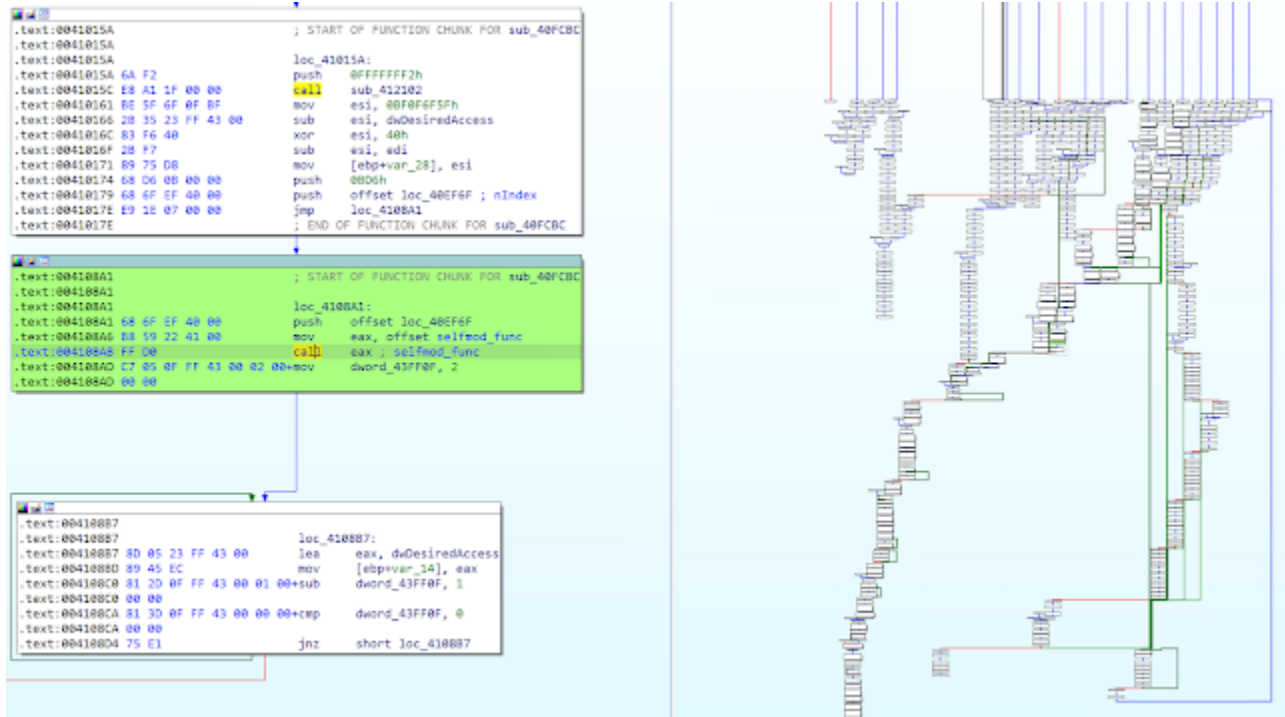 .text:0041015A ; START OF FUNCTION CHUNK FOR sub_40FCBC
.text:0041015A
.text:0041015A loc_41015A:
.text:0041015A 6A F2 push 0FFFFFFF2h
.text:0041015C E8 A1 1F 00 00 call sub_412102
.text:00410161 BE 5F 6F 0F BF mov esi, 0BF0F6F5Fh
.text:00410166 2B 35 23 FF 43 00 sub esi, dwDesiredAccess
.text:0041016C 83 F6 40 xor esi, 40h
.text:0041016F 2B F7 sub esi, edi
.text:00410171 89 75 D8 mov [ebp+var_28], esi
.text:00410174 68 D6 0B 00 00 push 0BD6h
.text:00410179 68 6F EF 40 00 push offset loc_40EF6F ; nIndex
.text:0041017E E9 1E 07 00 00 jmp loc_4108A1
.text:0041017E ; END OF FUNCTION CHUNK FOR sub_40FCBC
.text:004108A1 ; START OF FUNCTION CHUNK FOR sub_40FCBC
.text:004108A1
.text:004108A1 loc_4108A1:
.text:004108A1 68 6F EF 40 00 push offset loc_40EF6F
.text:004108A6 B8 59 22 41 00 mov eax, offset selfmod_func
.text:004108AB FF D0 call eax ; selfmod_func
.text:004108AD C7 05 0F FF 43 00 02 00+mov dword_43FF0F, 2
.text:004108AD 00 00
.text:004108B7
.text:004108B7 loc_4108B7:
.text:004108B7 8D 05 23 FF 43 00 lea eax, dwDesiredAccess
.text:004108BD 89 45 EC mov [ebp+var_14], eax
.text:004108C0 81 2D 0F FF 43 00 01 00+sub dword_43FF0F, 1
.text:004108C0 00 00
.text:004108CA 81 3D 0F FF 43 00 00 00+cmp dword_43FF0F, 0
.text:004108CA 00 00
.text:004108D4 75 E1 jnz short loc_4108B7